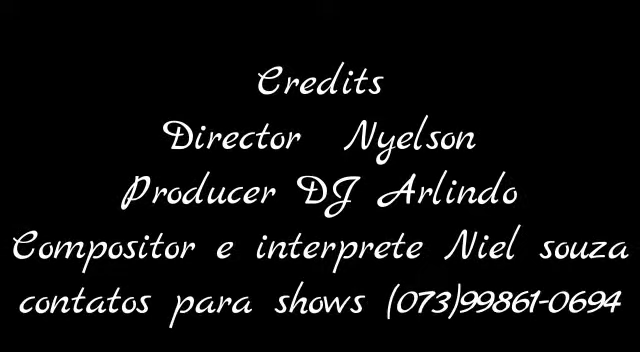 Credits
Director Nyelson
Producer DJ Arlindo
Compositor e interprete Niel souza
contatos para shows (073)99861-0694